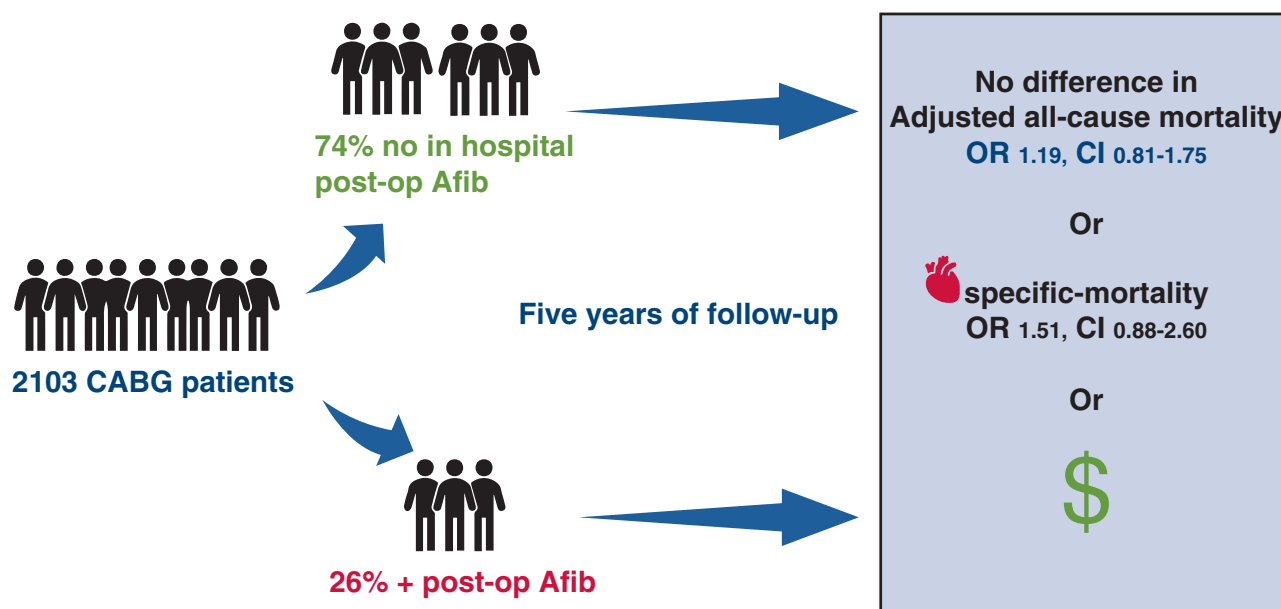 74% no in hospital
post-op Afib
2103 CABG patients
Five years of follow-up
26% + post-op Afib
No difference in
Adjusted all-cause mortality
OR 1.19, CI 0.81-1.75
Or
specific-mortality
OR 1.51, CI 0.88-2.60
Or
$